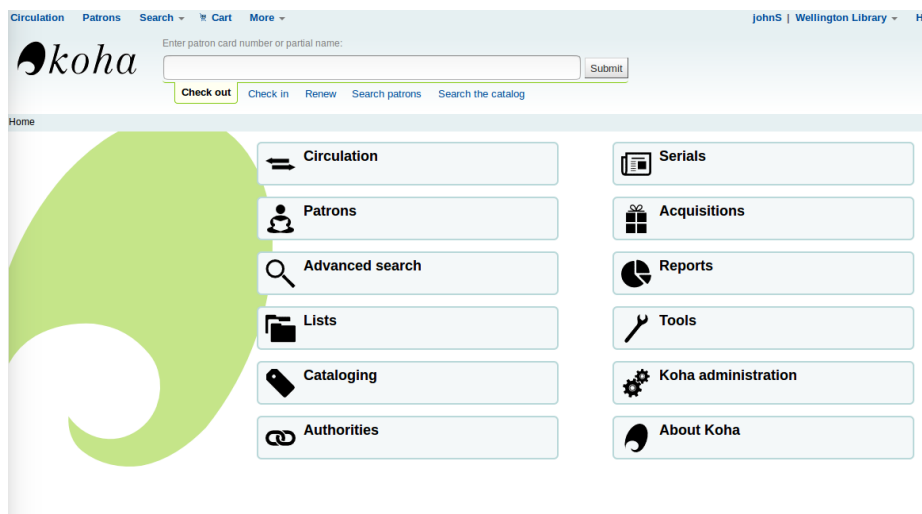 Circulation Patrons Search Cart More johnS | Wellington Library H
Enter patron card number or partial name:
koha
Submit
Check out Check in Renew Search patrons Search the catalog
Home
Circulation Serials
Patrons Acquisitions
Advanced search Reports
Lists Tools
Cataloging Koha administration
Authorities About Koha